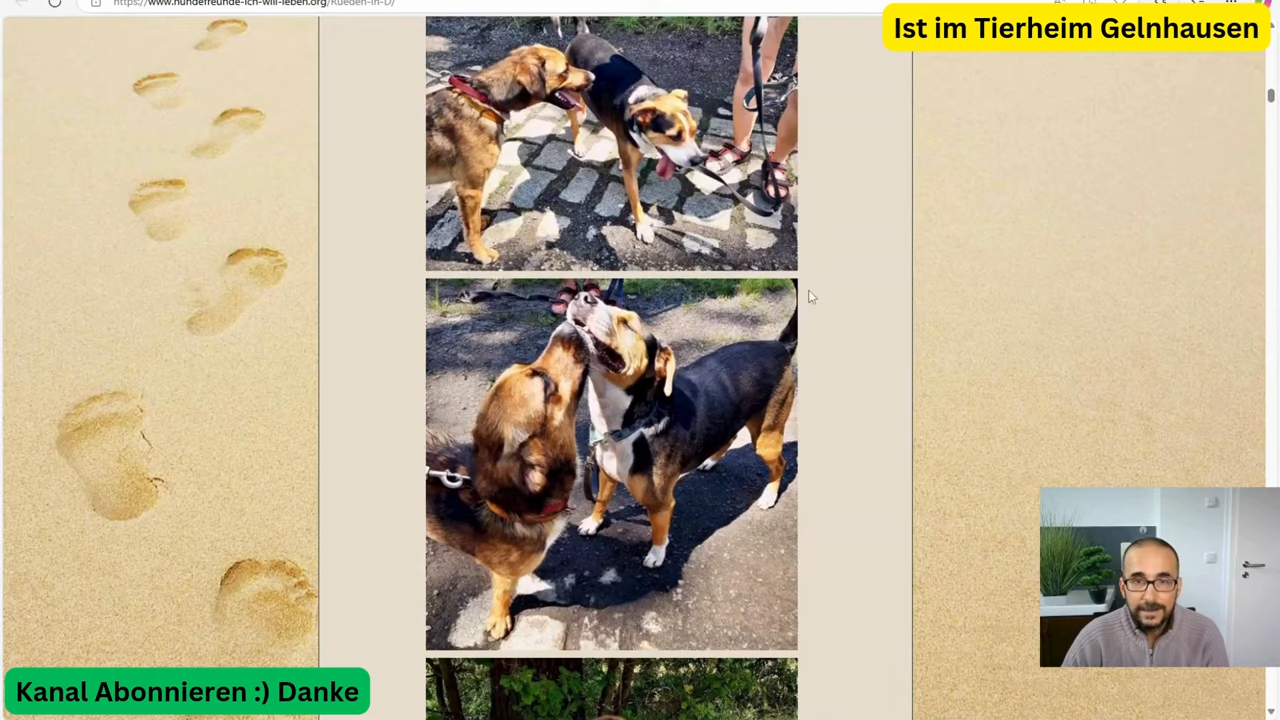 https://www.hundefreunde-ich-will-leben.org/Rueden-in-D/
Ist im Tierheim Gelnhausen
Kanal Abonnieren :) Danke